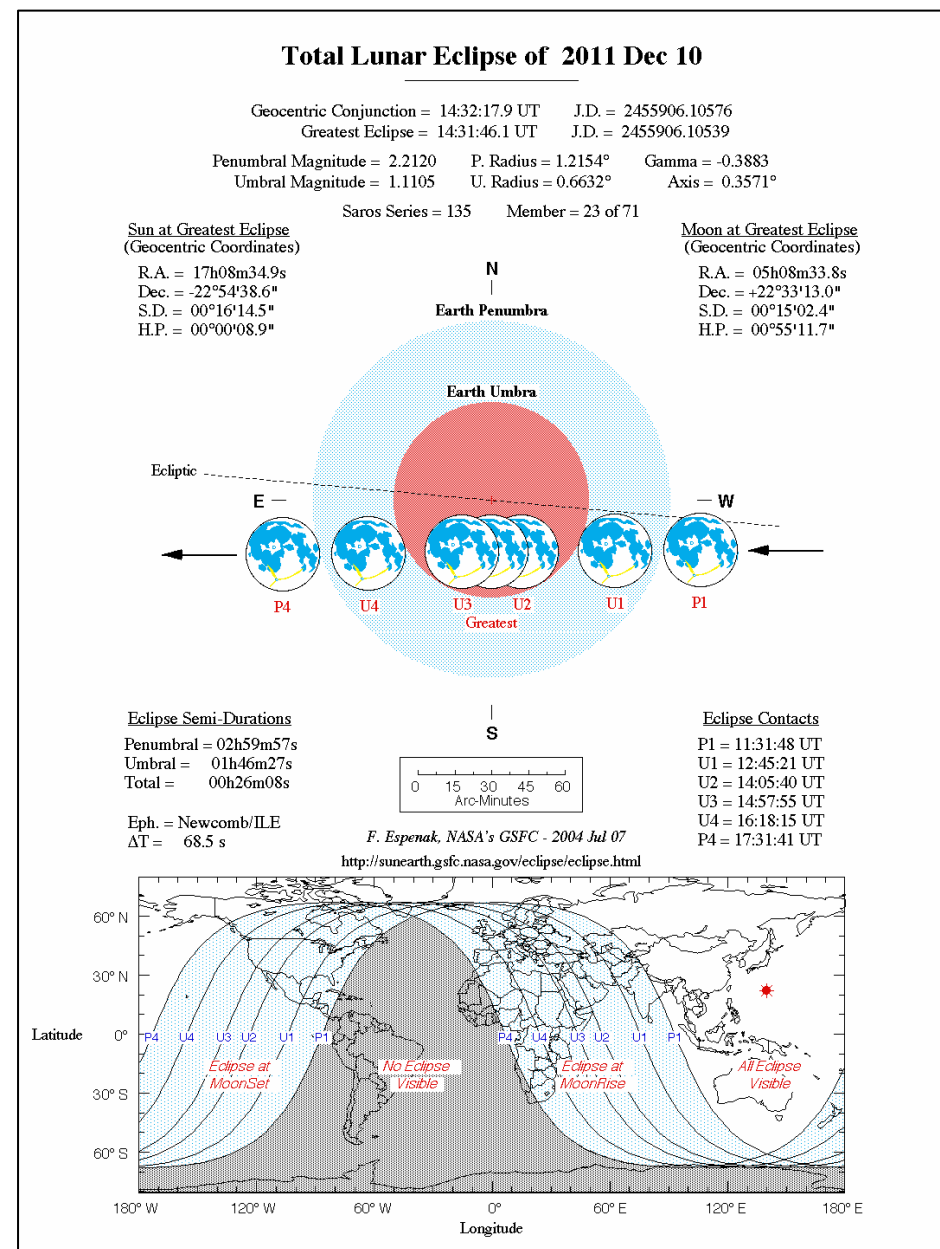 Total Lunar Eclipse of 2011 Dec 10
Geocentric Conjunction = 14:32:17.9 UT J.D. = 2455906.10576
Greatest Eclipse = 14:31:46.1 UT J.D. = 2455906.10539
Penumbral Magnitude = 2.2120 P. Radius = 1.2154° Gamma = -0.3883
Umbral Magnitude = 1.1105 U. Radius = 0.6632° Axis = 0.3571°
Saros Series = 135 Member = 23 of 71
Sun at Greatest Eclipse
(Geocentric Coordinates)
R.A. = 17h08m34.9s
Dec. = -22°54'38.6"
S.D. = 00°16'14.5"
H.P. = 00°00'08.9"
Moon at Greatest Eclipse
(Geocentric Coordinates)
R.A. = 05h08m33.8s
Dec. = +22°33'13.0"
S.D. = 00°15'02.4"
H.P. = 00°55'11.7"
N
Earth Penumbra
Earth Umbra
Ecliptic
E
W
P4 U4 U3 U2 U1 P1
Greatest
S
Eclipse Semi-Durations
Penumbral = 02h59m57s
Umbral = 01h46m27s
Total = 00h26m08s
Eph. = Newcomb/ILE
ΔT = 68.5 s
0 15 30 45 60
Arc-Minutes
F. Espenak, NASA's GSFC - 2004 Jul 07
http://sunearth.gsfc.nasa.gov/eclipse/eclipse.html
Eclipse Contacts
P1 = 11:31:48 UT
U1 = 12:45:21 UT
U2 = 14:05:40 UT
U3 = 14:57:55 UT
U4 = 16:18:15 UT
P4 = 17:31:41 UT
60° N
30° N
Latitude
0°
30° S
60° S
P4 U4 U3 U2 U1 P1 P4 U4 U3 U2 U1 P1
Eclipse at
MoonSet
No Eclipse
Visible
Eclipse at
MoonRise
All Eclipse
Visible
180° W 120° W 60° W 0° 60° E 120° E 180° E
Longitude